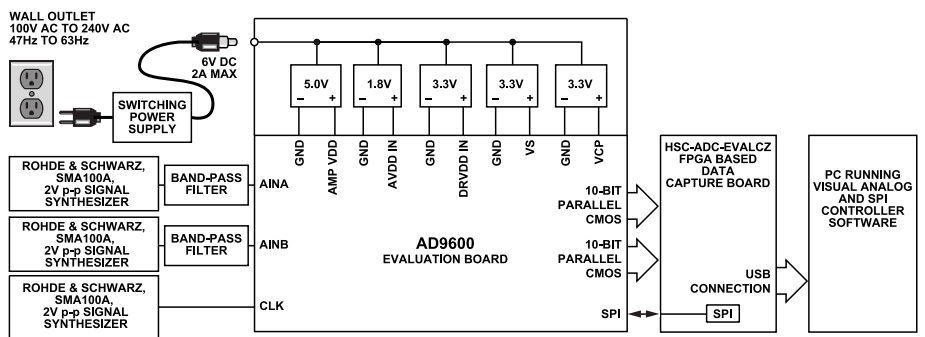 WALL OUTLET
100V AC TO 240V AC
47Hz TO 63Hz
6V DC
2A MAX
SWITCHING
POWER
SUPPLY
5.0V
1.8V
3.3V
3.3V
3.3V
– +
– +
– +
– +
– +
GND
AMP VDD
GND
AVDD IN
GND
DRVDD IN
GND
VS
GND
VCP
ROHDE & SCHWARZ,
SMA100A,
2V p-p SIGNAL
SYNTHESIZER
BAND-PASS
FILTER
AINA
ROHDE & SCHWARZ,
SMA100A,
2V p-p SIGNAL
SYNTHESIZER
BAND-PASS
FILTER
AINB
ROHDE & SCHWARZ,
SMA100A,
2V p-p SIGNAL
SYNTHESIZER
CLK
AD9600
EVALUATION BOARD
10-BIT
PARALLEL
CMOS
10-BIT
PARALLEL
CMOS
SPI
HSC-ADC-EVALCZ
FPGA BASED
DATA
CAPTURE BOARD
USB
CONNECTION
SPI
PC RUNNING
VISUAL ANALOG
AND SPI
CONTROLLER
SOFTWARE